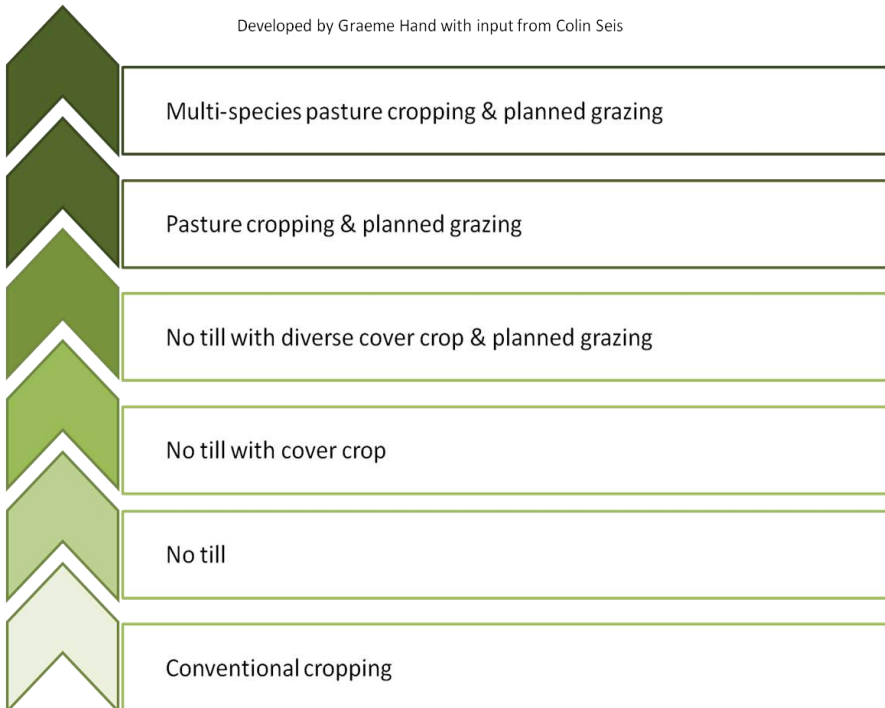 Developed by Graeme Hand with input from Colin Seis
Multi-species pasture cropping & planned grazing
Pasture cropping & planned grazing
No till with diverse cover crop & planned grazing
No till with cover crop
No till
Conventional cropping